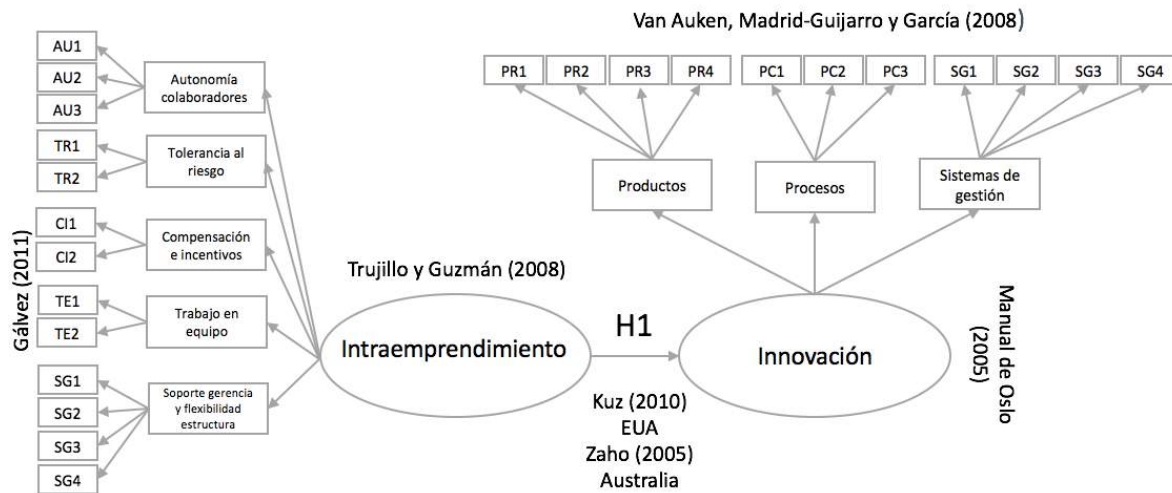 Van Auken, Madrid-Guijarro y García (2008)
PR1
PR2
PR3
PR4
PC1
PC2
PC3
SG1
SG2
SG3
SG4
Productos
Procesos
Sistemas de
gestión
Gálvez (2011)
AU1
AU2
AU3
Autonomía
colaboradores
TR1
TR2
Tolerancia al
riesgo
CI1
CI2
Compensación
e incentivos
TE1
TE2
Trabajo en
equipo
SG1
SG2
SG3
SG4
Soporte gerencia
y flexibilidad
estructura
Trujillo y Guzmán (2008)
Intraemprendimiento
H1
Kuz (2010)
EUA
Zaho (2005)
Australia
Innovación
Manual de Oslo
(2005)